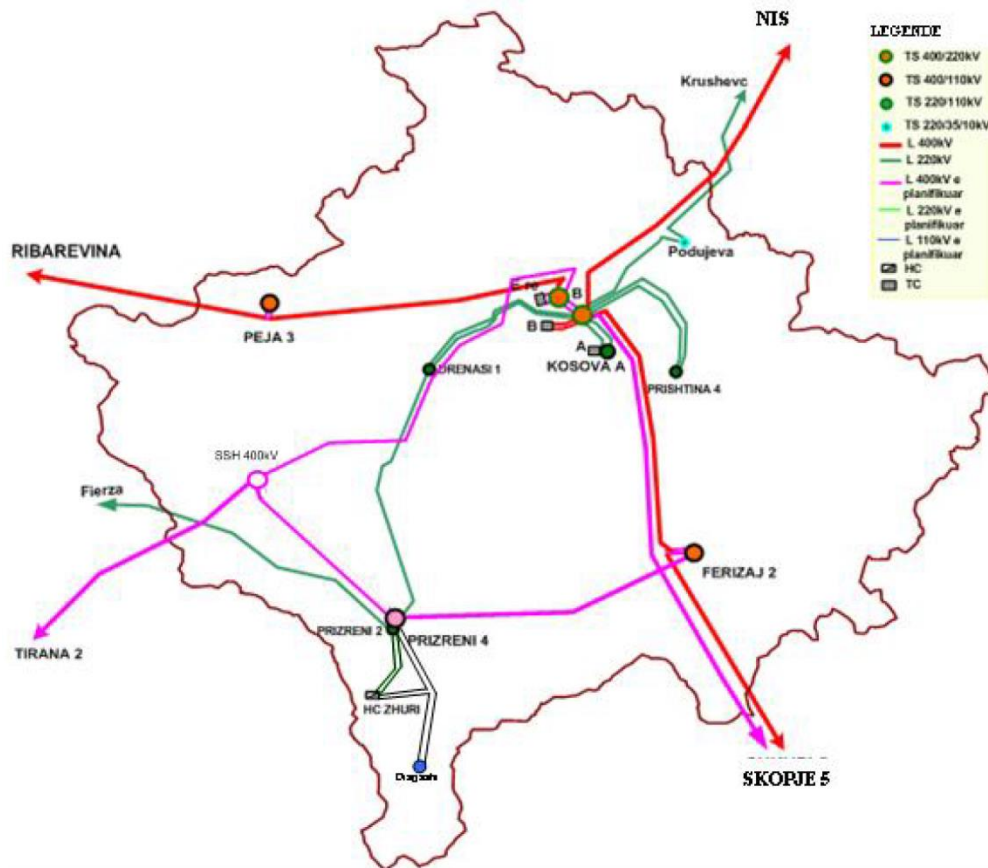 NIS
LEGENDE
TS 400/220kV
TS 400/110kV
TS 220/110kV
TS 220/35/10kV
L 400kV
L 220kV
L 400kV e
planifikuar
L 220kV e
planifikuar
L 110kV e
planifikuar
HC
TC
Krushevc
RIBAREVINA
Podujeva
E re
B
B
PEJA 3
A
KOSOVA A
DRENASI 1
PRISHTINA 4
SSH 400kV
Fierza
FERIZAJ 2
PRIZRENI 2
PRIZRENI 4
TIRANA 2
HC ZHURI
SKOPJE 5